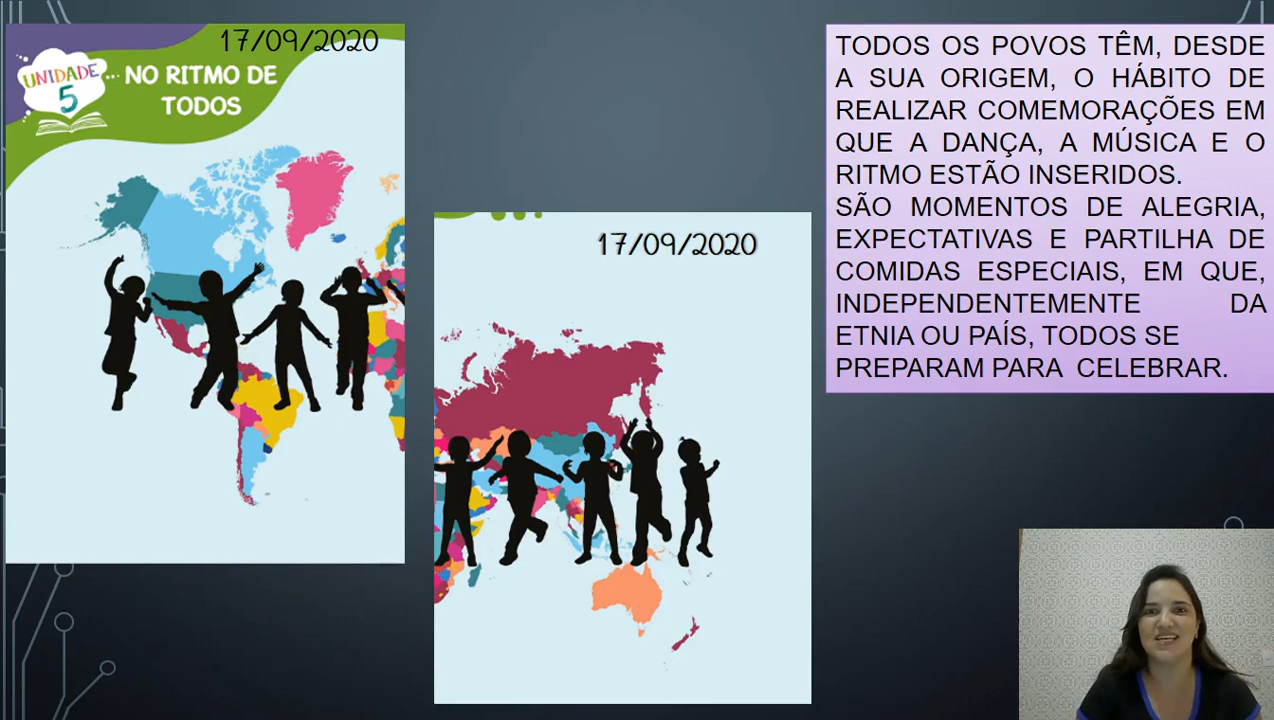 17/09/2020
UNIDADE
5
NO RITMO DE
TODOS
17/09/2020
TODOS OS POVOS TÊM, DESDE
A SUA ORIGEM, O HÁBITO DE
REALIZAR COMEMORAÇÕES EM
QUE A DANÇA, A MÚSICA E O
RITMO ESTÃO INSERIDOS.
SÃO MOMENTOS DE ALEGRIA,
EXPECTATIVAS E PARTILHA DE
COMIDAS ESPECIAIS, EM QUE,
INDEPENDENTEMENTE DA
ETNIA OU PAÍS, TODOS SE
PREPARAM PARA CELEBRAR.